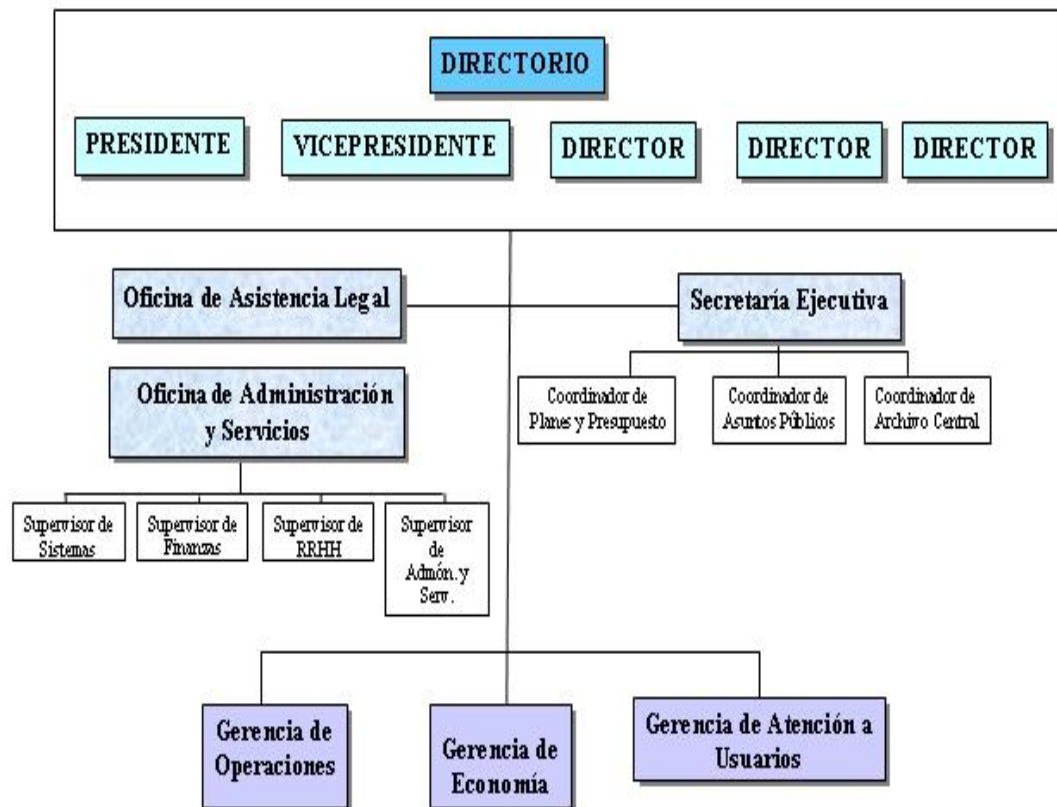 DIRECTORIO
PRESIDENTE
VICEPRESIDENTE
DIRECTOR
DIRECTOR
DIRECTOR
Oficina de Asistencia Legal
Secretaría Ejecutiva
Oficina de Administración
y Servicios
Coordinador de
Planes y Presupuesto
Coordinador de
Asuntos Públicos
Coordinador de
Archivo Central
Supervisor de
Sistemas
Supervisor de
Finanzas
Supervisor de
RRHH
Supervisor
de
Admón. y
Serv.
Gerencia de
Operaciones
Gerencia de
Economía
Gerencia de Atención a
Usuarios